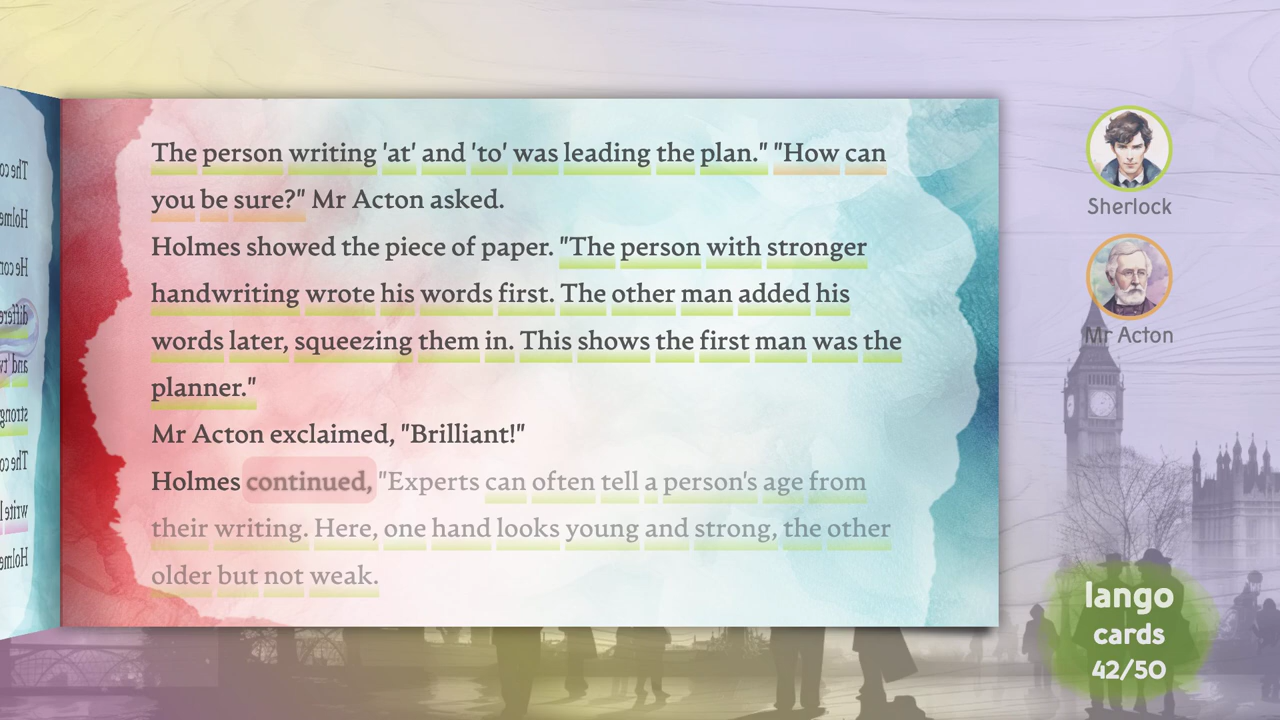 The person writing 'at' and 'to' was leading the plan." "How can
you be sure?" Mr Acton asked.
Holmes showed the piece of paper. "The person with stronger
handwriting wrote his words first. The other man added his
words later, squeezing them in. This shows the first man was the
planner."
Mr Acton exclaimed, "Brilliant!"
Holmes continued, "Experts can often tell a person's age from
their writing. Here, one hand looks young and strong, the other
older but not weak.
Sherlock
Mr Acton
lango
cards
42/50